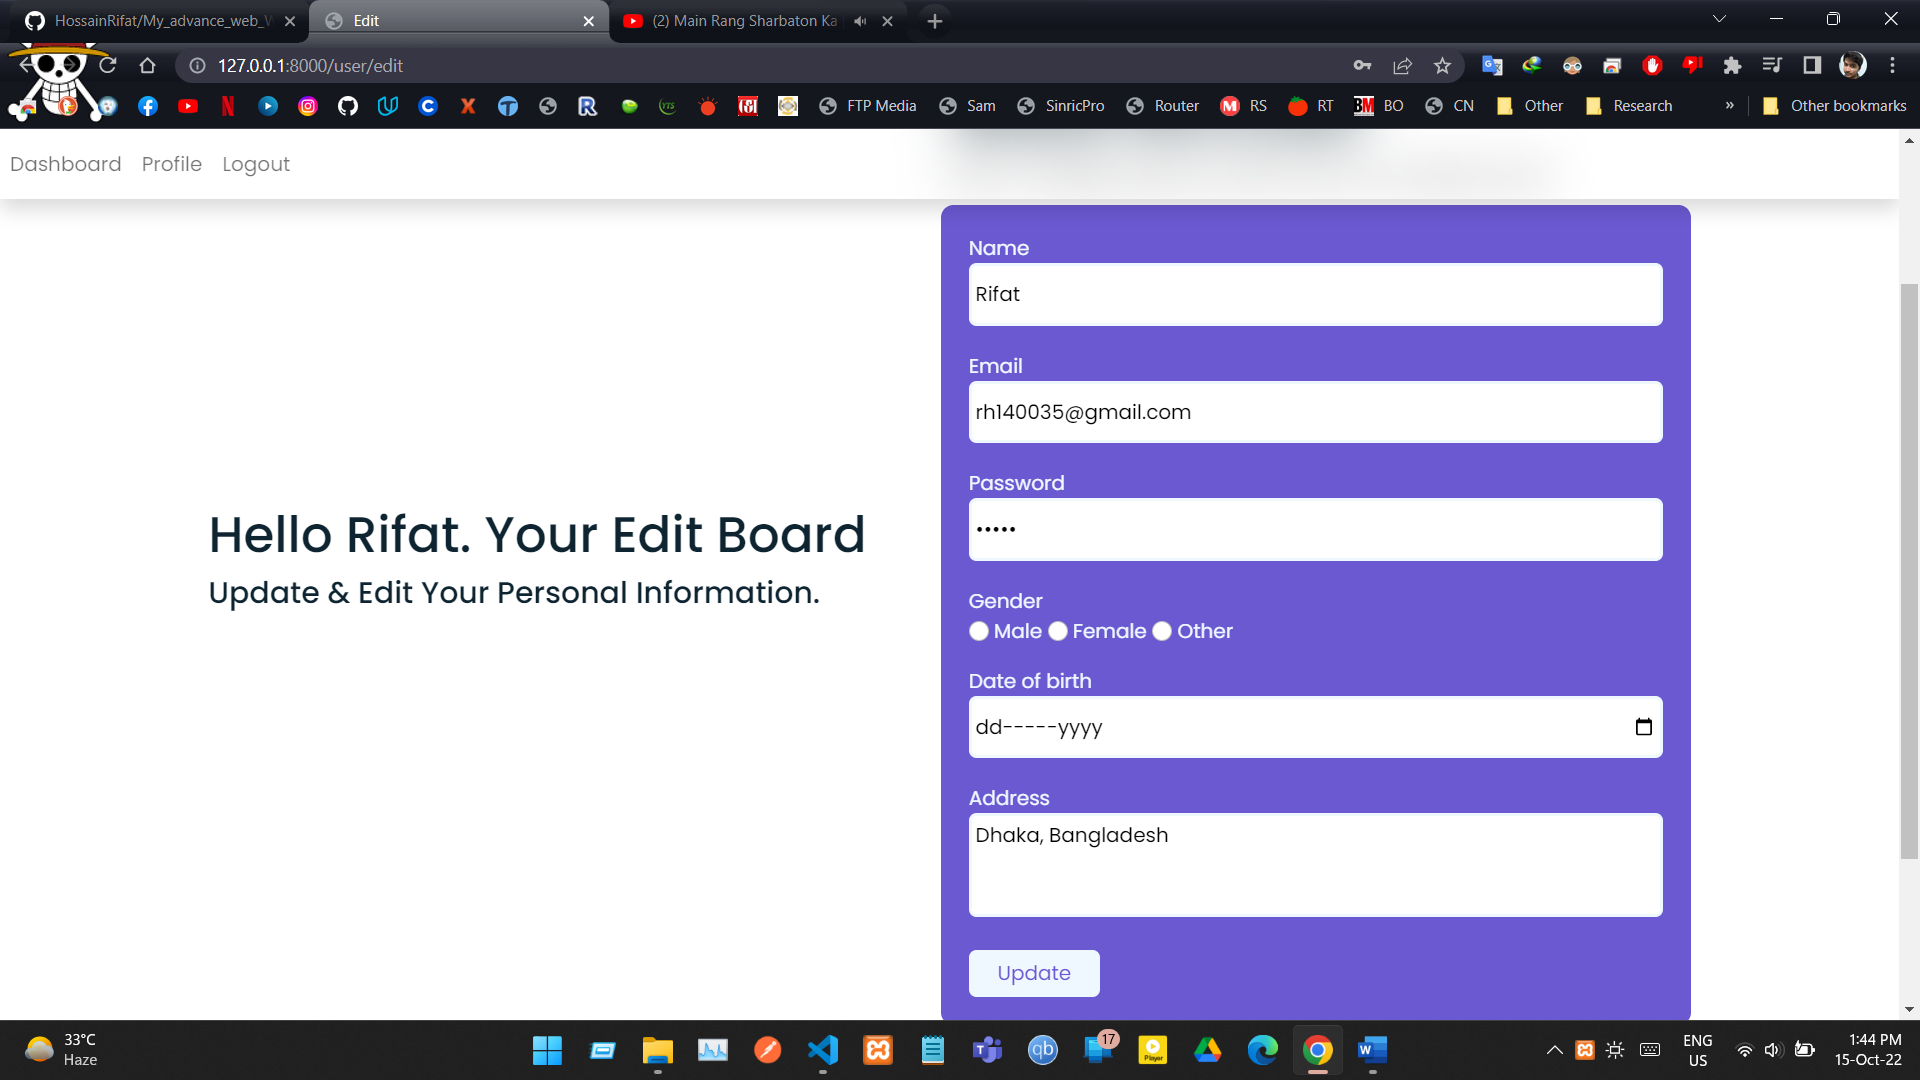 HossainRifat/My_advance_web_W
Edit
(2) Main Rang Sharbaton Ka
127.0.0.1:8000/user/edit
FTP Media
Sam
SinricPro
Router
RS
RT
BO
CN
Other
Research
»
Other bookmarks
Dashboard Profile Logout
Name
Rifat
Email
rh140035@gmail.com
Password
•••••
Hello Rifat. Your Edit Board
Update & Edit Your Personal Information.
Gender
Male Female Other
Date of birth
dd-----yyyy
Address
Dhaka, Bangladesh
Update
33°C
Haze
17
Player
ENG
US
1:44 PM
15-Oct-22